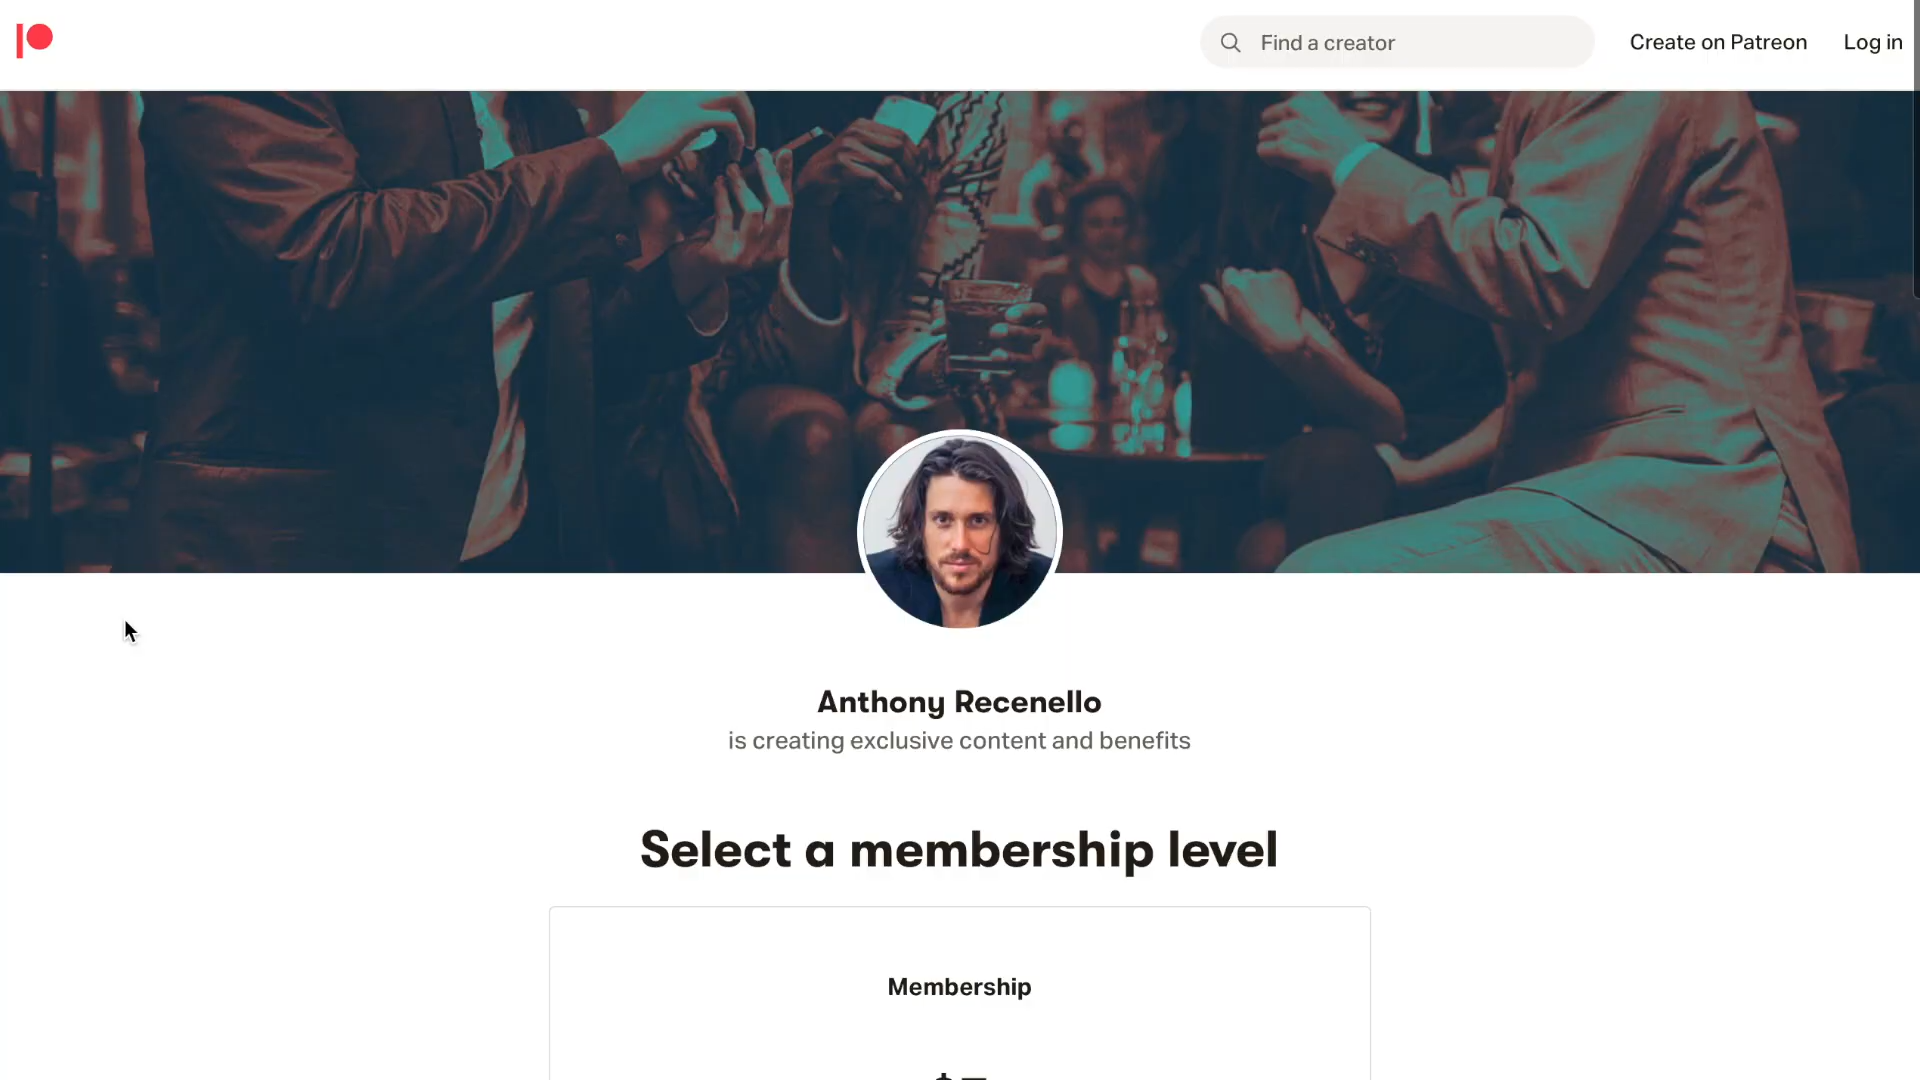 Find a creator
Create on Patreon
Log in
Anthony Recenello
is creating exclusive content and benefits
Select a membership level
Membership